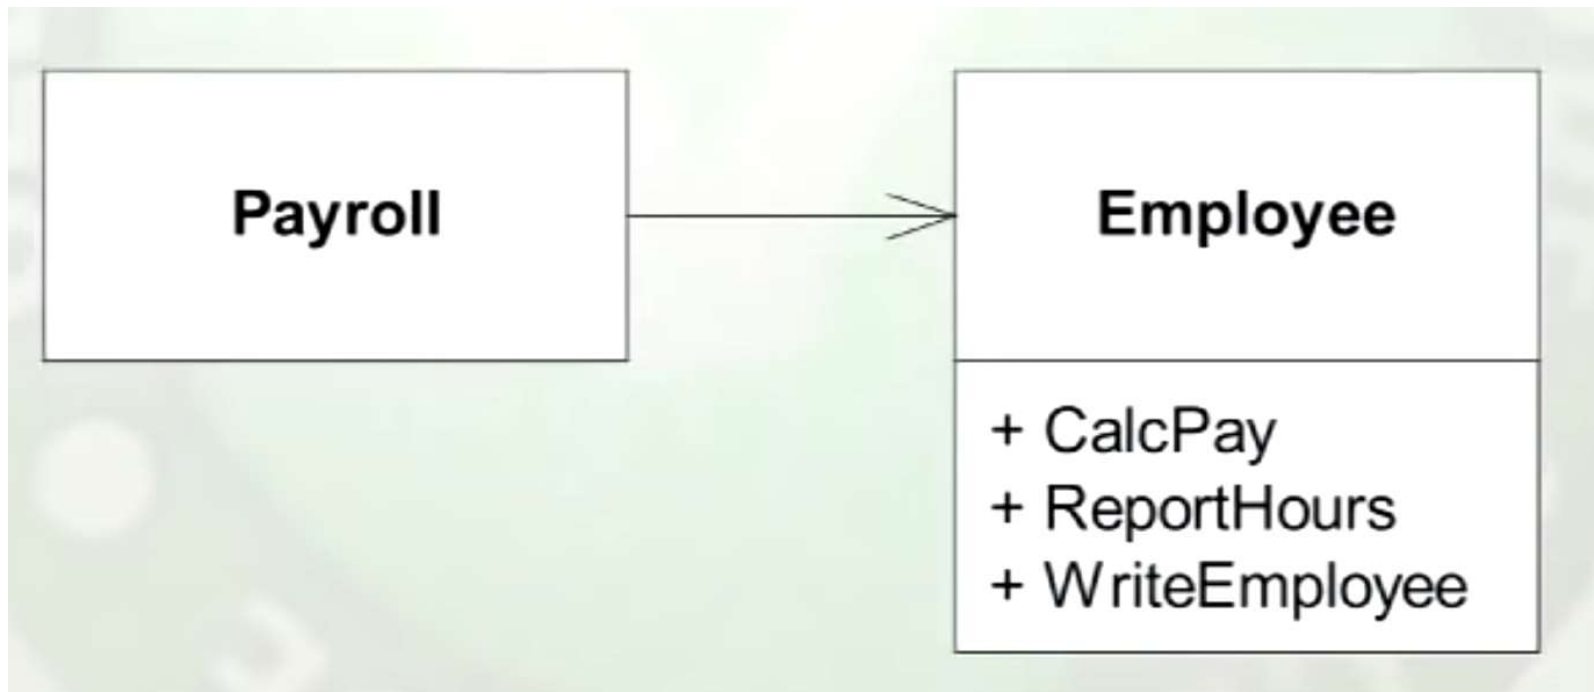 Payroll
Employee
+ CalcPay
+ ReportHours
+ WriteEmployee